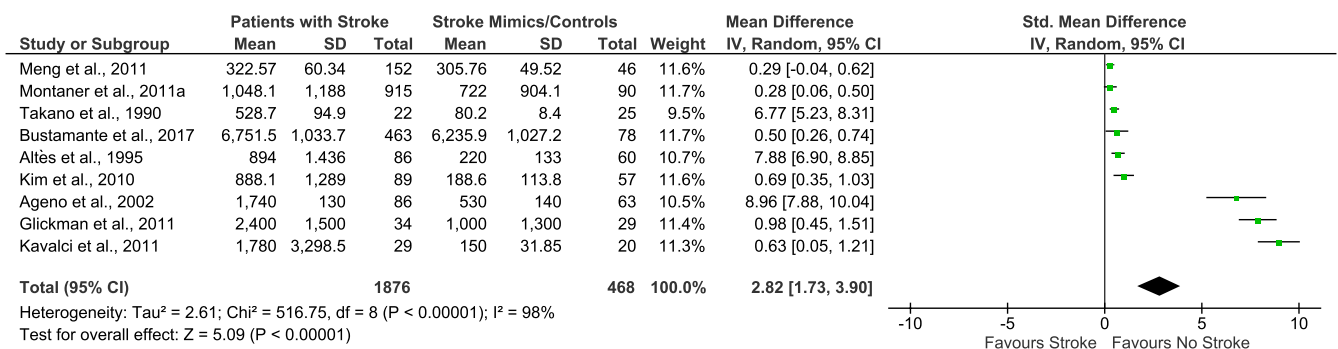 Patients with Stroke Stroke Mimics/Controls Mean Difference Std. Mean Difference
Study or Subgroup Mean SD Total Mean SD Total Weight IV, Random, 95% CI IV, Random, 95% CI
Meng et al., 2011 322.57 60.34 152 305.76 49.52 46 11.6% 0.29 [-0.04, 0.62]
Montaner et al., 2011a 1,048.1 1,188 915 722 904.1 90 11.7% 0.28 [0.06, 0.50]
Takano et al., 1990 528.7 94.9 22 80.2 8.4 25 9.5% 6.77 [5.23, 8.31]
Bustamante et al., 2017 6,751.5 1,033.7 463 6,235.9 1,027.2 78 11.7% 0.50 [0.26, 0.74]
Altès et al., 1995 894 1.436 86 220 133 60 10.7% 7.88 [6.90, 8.85]
Kim et al., 2010 888.1 1,289 89 188.6 113.8 57 11.6% 0.69 [0.35, 1.03]
Ageno et al., 2002 1,740 130 86 530 140 63 10.5% 8.96 [7.88, 10.04]
Glickman et al., 2011 2,400 1,500 34 1,000 1,300 29 11.4% 0.98 [0.45, 1.51]
Kavalci et al., 2011 1,780 3,298.5 29 150 31.85 20 11.3% 0.63 [0.05, 1.21]
Total (95% CI) 1876 468 100.0% 2.82 [1.73, 3.90]
Heterogeneity: Tau² = 2.61; Chi² = 516.75, df = 8 (P < 0.00001); I² = 98%
Test for overall effect: Z = 5.09 (P < 0.00001)
-10 -5 0 5 10
Favours Stroke Favours No Stroke